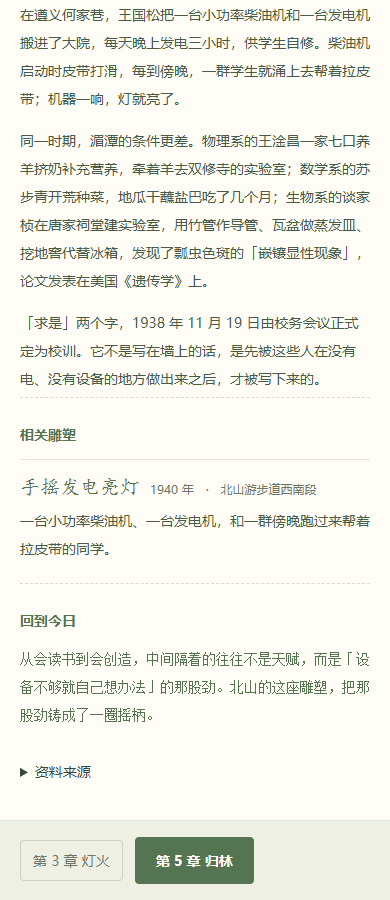 在遵义何家巷，王国松把一台小功率柴油机和一台发电机
搬进了大院，每天晚上发电三小时，供学生自修。柴油机
启动时皮带打滑，每到傍晚，一群学生就涌上去帮着拉皮
带；机器一响，灯就亮了。
同一时期，湄潭的条件更差。物理系的王淦昌一家七口养
羊挤奶补充营养，牵着羊去双修寺的实验室；数学系的苏
步青开荒种菜，地瓜干蘸盐巴吃了几个月；生物系的谈家
桢在唐家祠堂建实验室，用竹管作导管、瓦盆做蒸发皿、
挖地窖代替冰箱，发现了瓢虫色斑的「嵌镶显性现象」，
论文发表在美国《遗传学》上。
「求是」两个字，1938 年 11 月 19 日由校务会议正式
定为校训。它不是写在墙上的话，是先被这些人在没有
电、没有设备的地方做出来之后，才被写下来的。
相关雕塑
手摇发电亮灯 1940 年 · 北山游步道西南段
一台小功率柴油机、一台发电机，和一群傍晚跑过来帮着
拉皮带的同学。
回到今日
从会读书到会创造，中间隔着的往往不是天赋，而是「设
备不够就自己想办法」的那股劲。北山的这座雕塑，把那
股劲铸成了一圈摇柄。
▶ 资料来源
第 3 章 灯火
第 5 章 归林